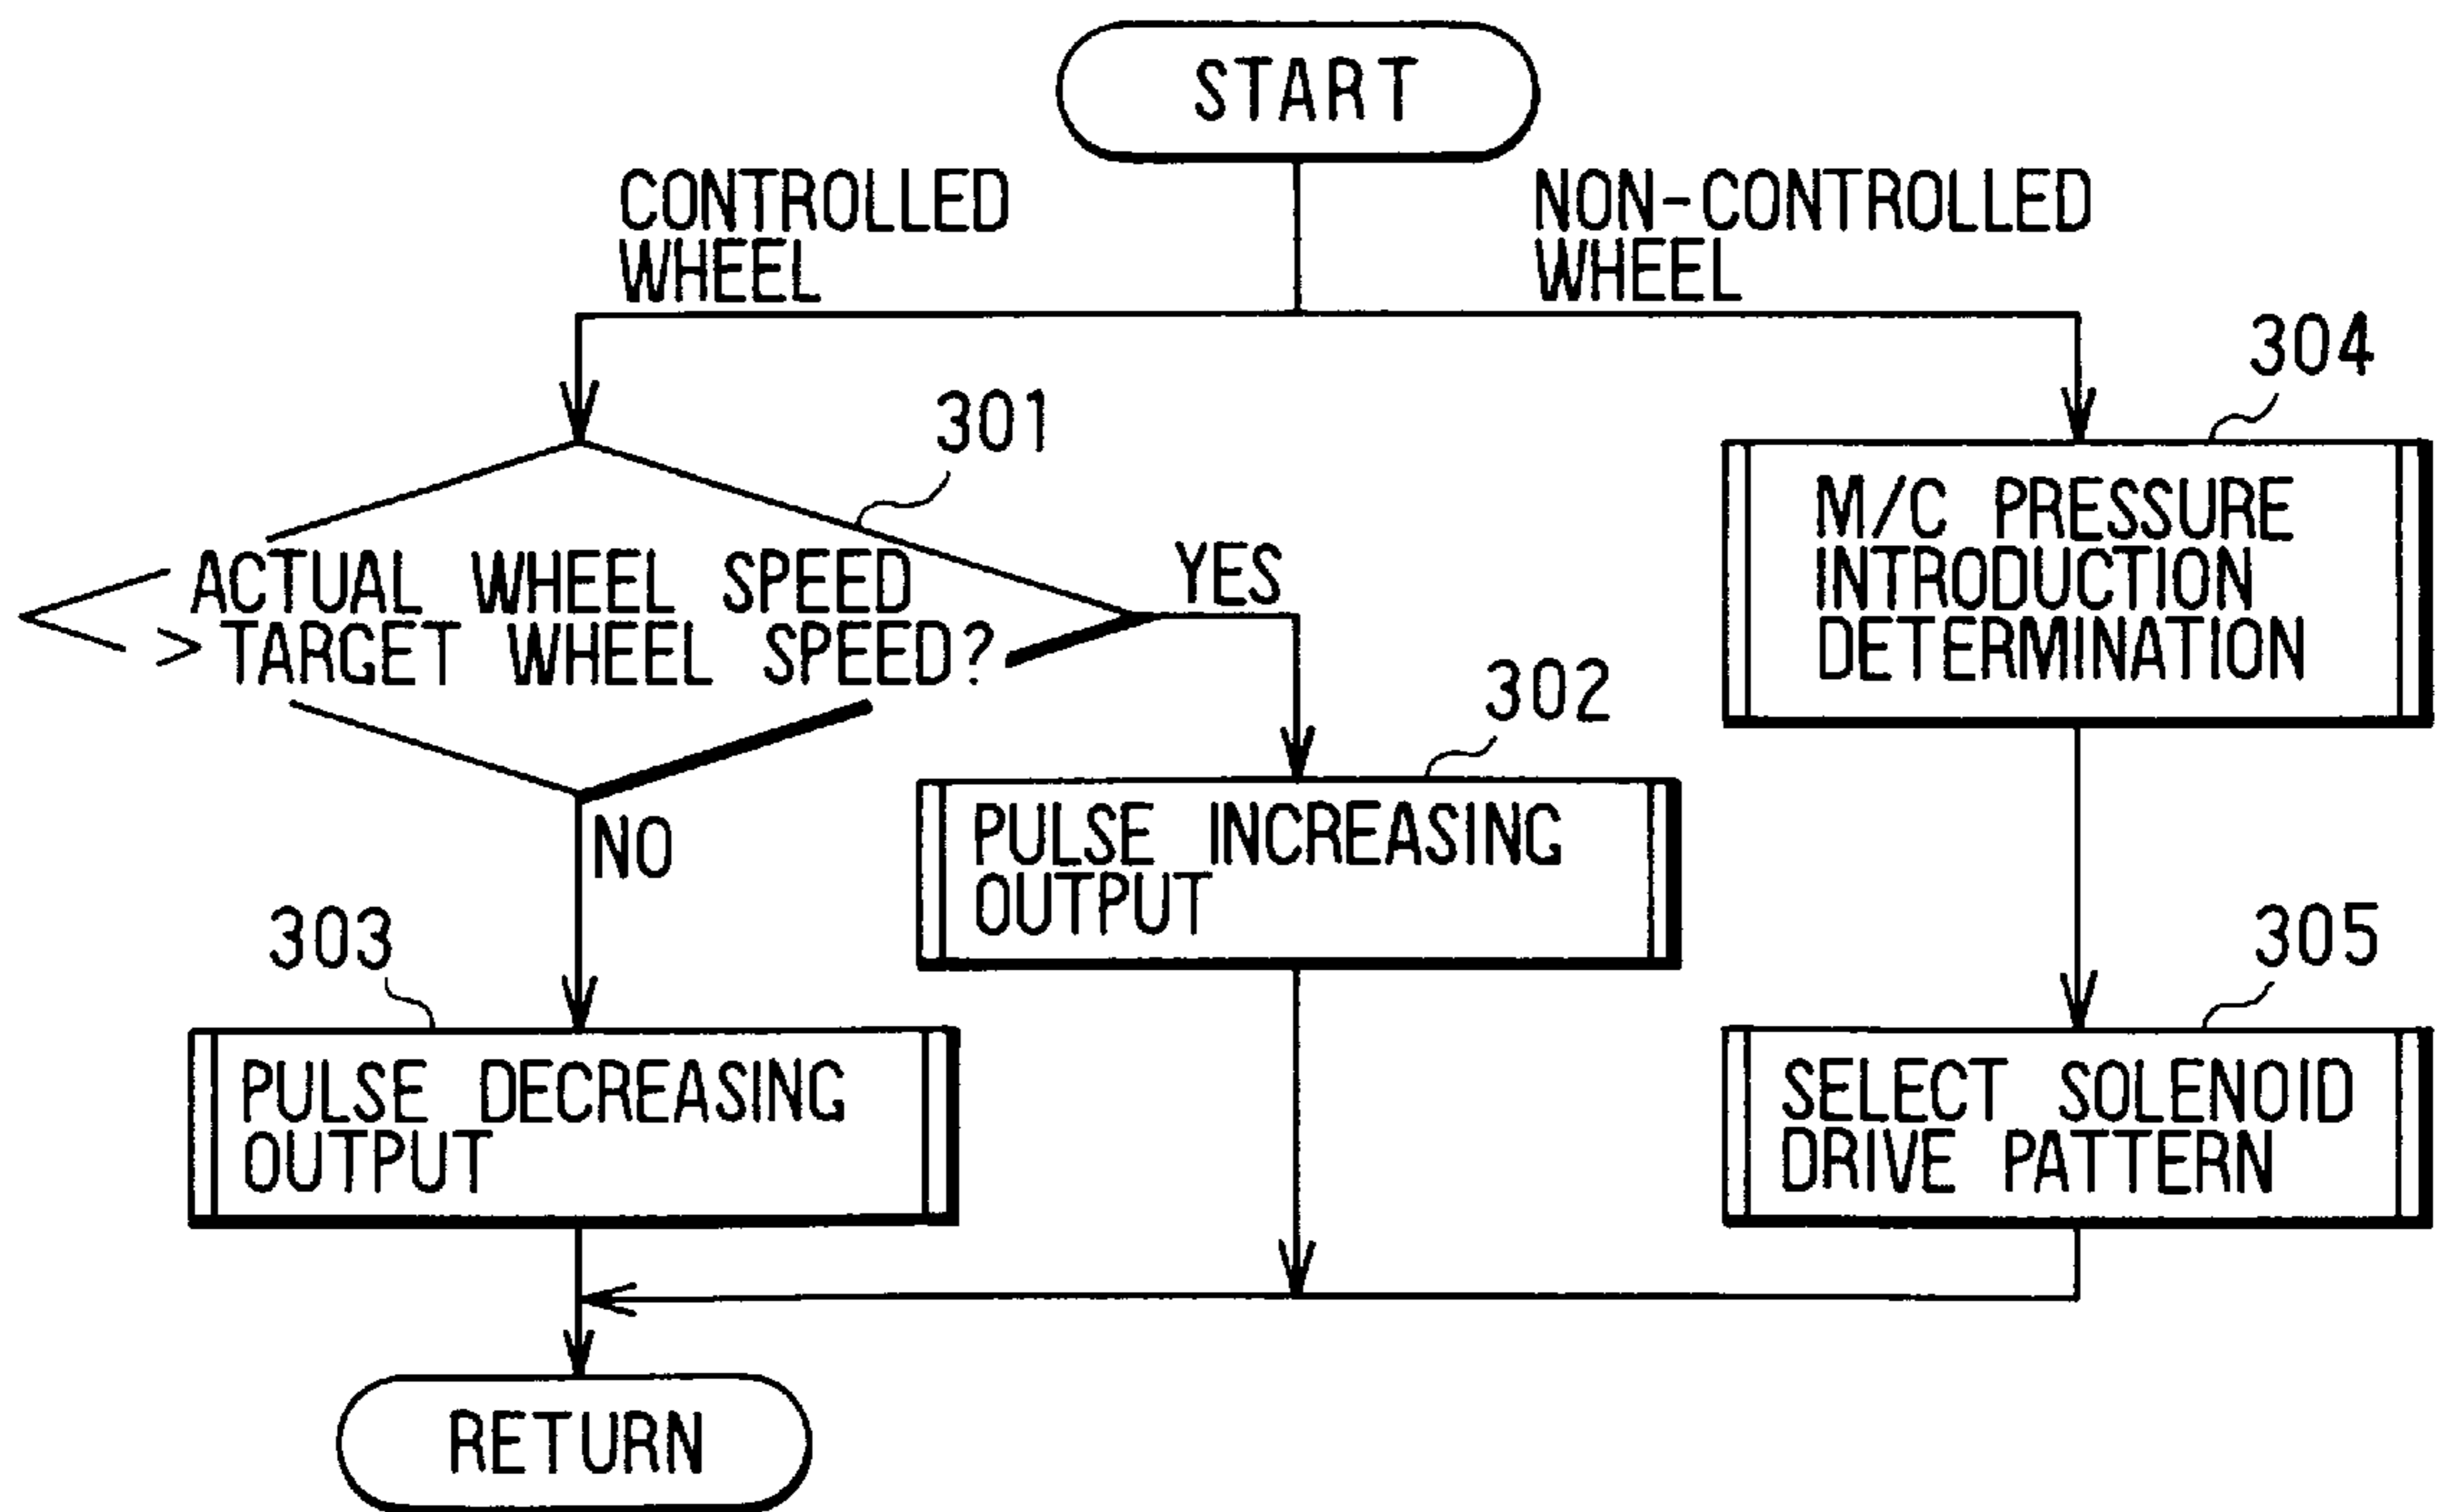 START
CONTROLLED
WHEEL
NON-CONTROLLED
WHEEL
301
304
ACTUAL WHEEL SPEED
> TARGET WHEEL SPEED?
YES
M/C PRESSURE
INTRODUCTION
DETERMINATION
302
NO
PULSE INCREASING
OUTPUT
303
305
PULSE DECREASING
OUTPUT
SELECT SOLENOID
DRIVE PATTERN
RETURN